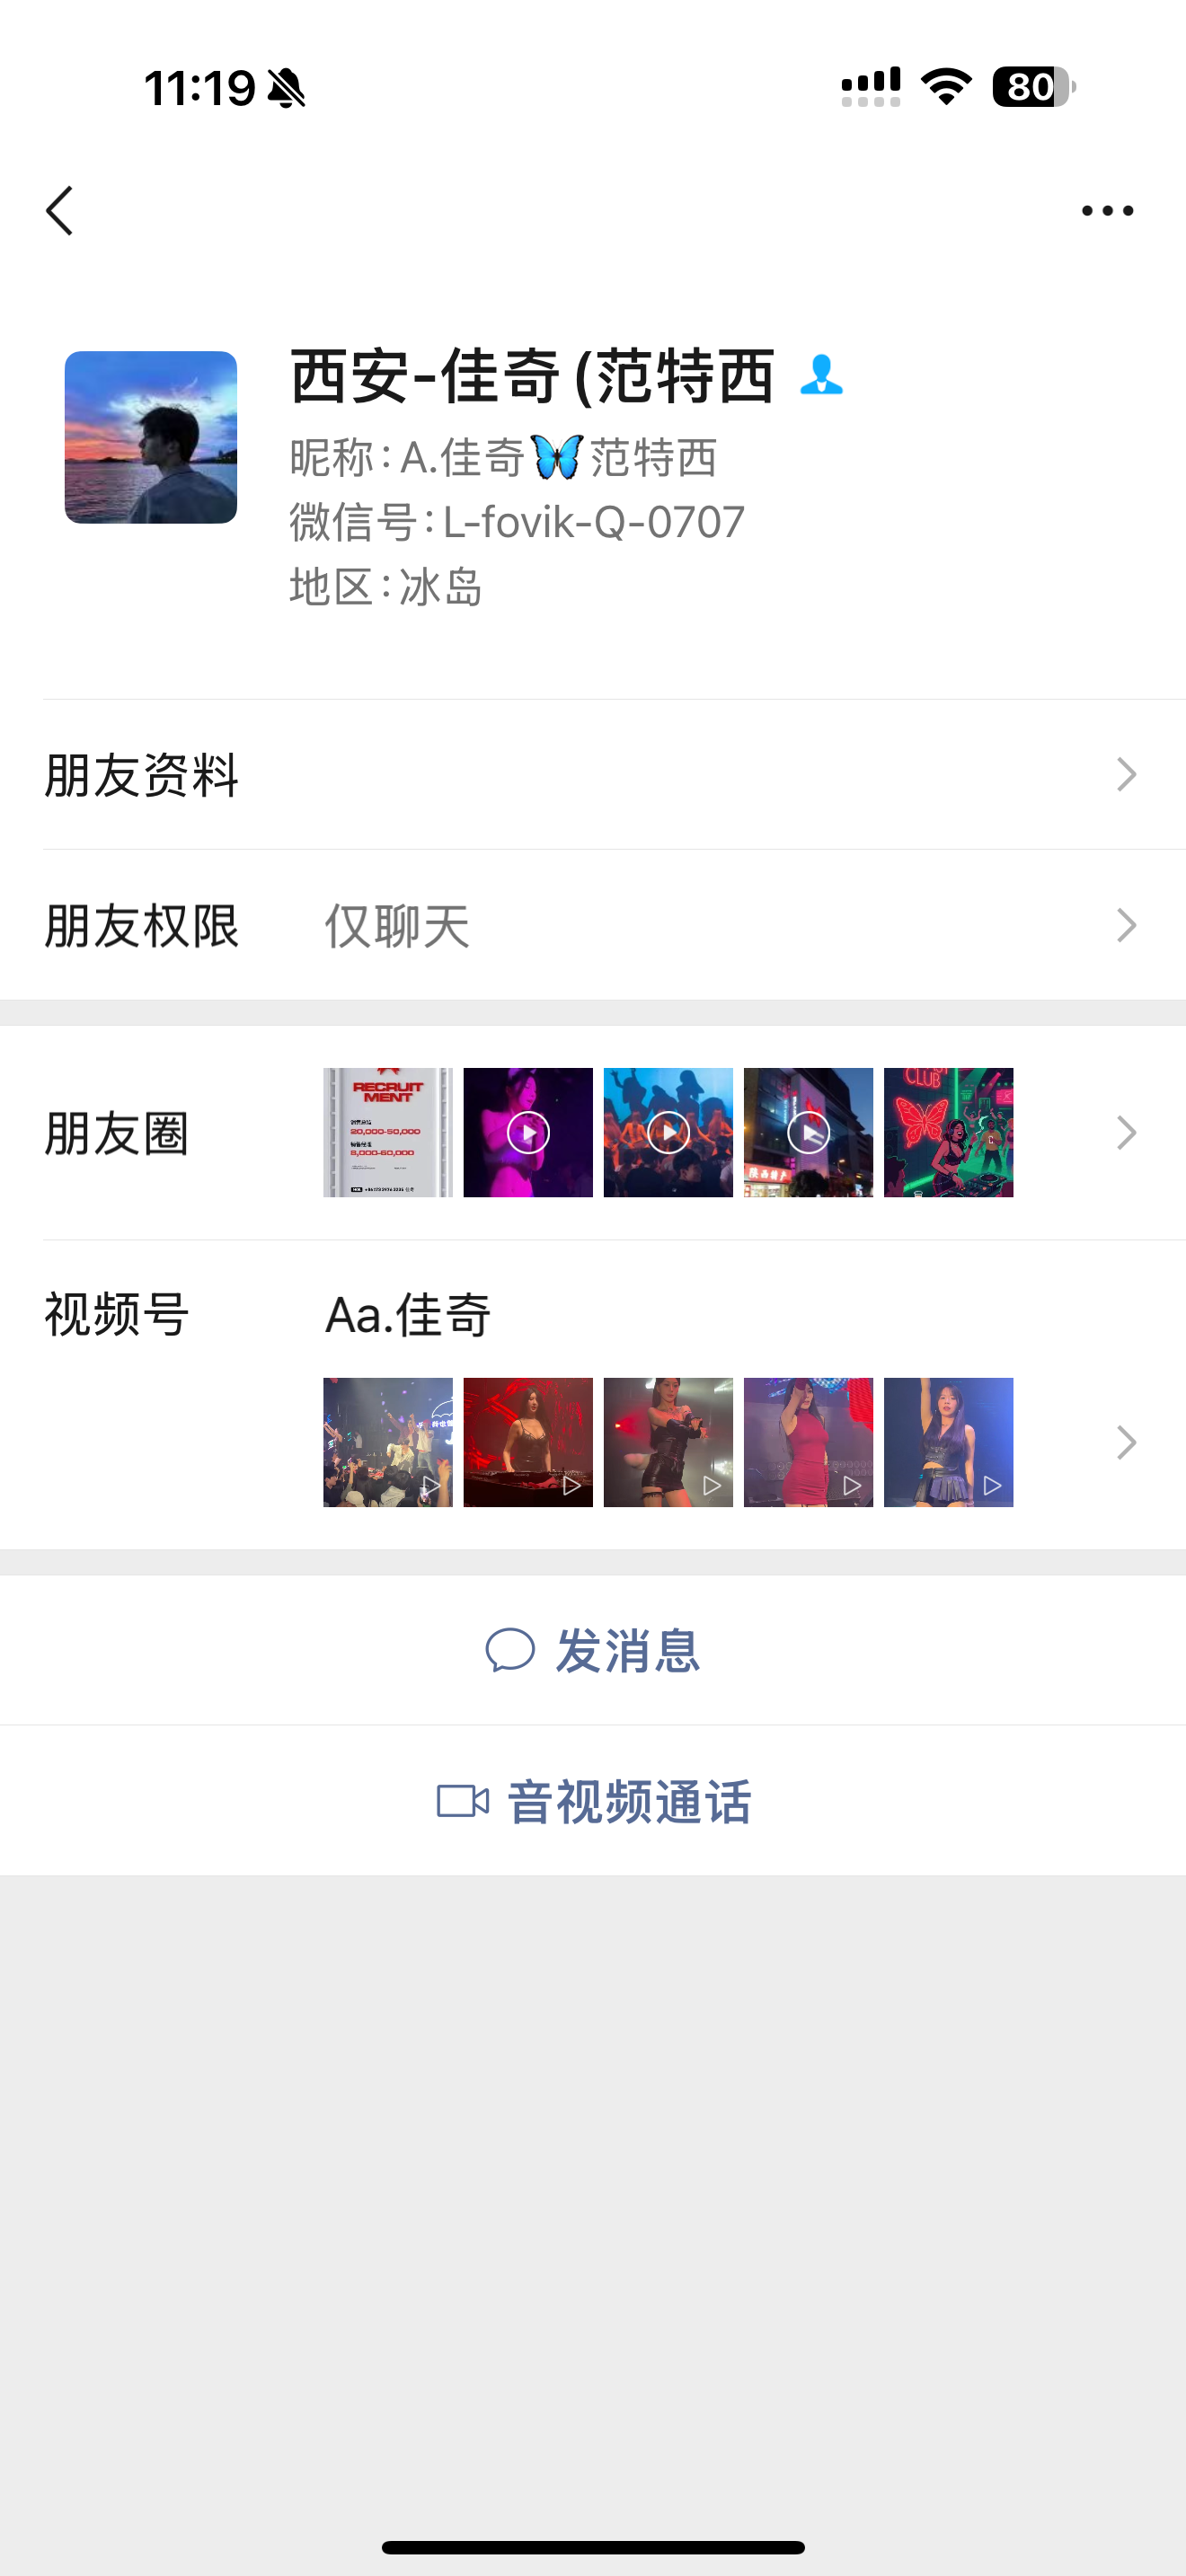 11:19
80
西安-佳奇(范特西
昵称:A.佳奇🦋范特西
微信号:L-fovik-Q-0707
地区:冰岛
朋友资料
朋友权限 仅聊天
朋友圈
RECRUIT
MENT
20,000-50,000
8,000-60,000
CLUB
视频号 Aa.佳奇
发消息
音视频通话